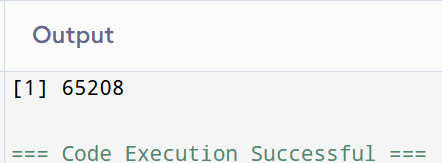 Output
[1] 65208
=== Code Execution Successful ===